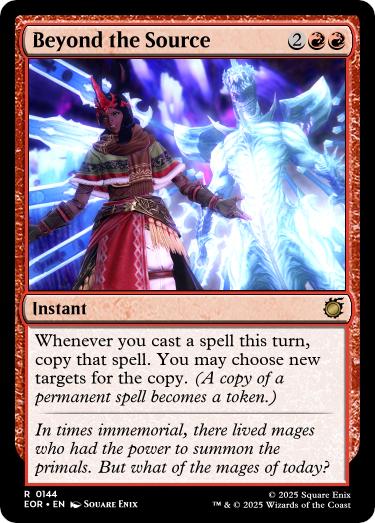 Beyond the Source 2
Instant
Whenever you cast a spell this turn,
copy that spell. You may choose new
targets for the copy. (A copy of a
permanent spell becomes a token.)
In times immemorial, there lived mages
who had the power to summon the
primals. But what of the mages of today?
R 0144
EOR • EN SQUARE ENIX
© 2025 Square Enix
™ & © 2025 Wizards of the Coast